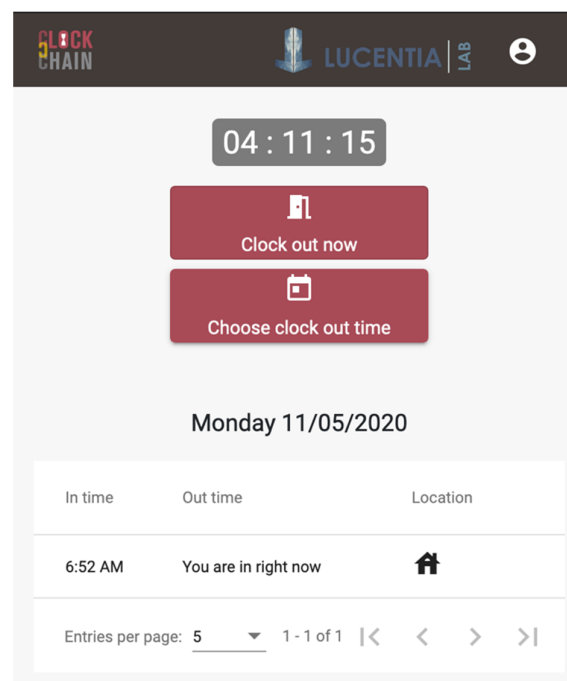 CLOCK
CHAIN
LUCENTIA LAB
04 : 11 : 15
Clock out now
Choose clock out time
Monday 11/05/2020
In time Out time Location
6:52 AM You are in right now
Entries per page: 5 1 - 1 of 1